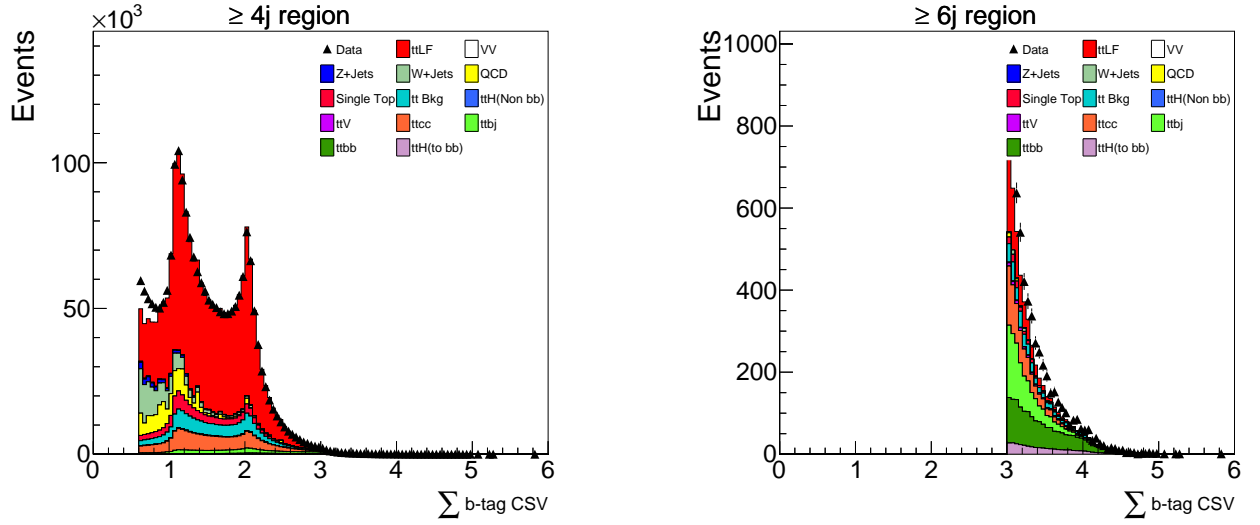 ≥ 4j region
×10³
Events
Data
ttLF
VV
Z+Jets
W+Jets
QCD
Single Top
tt Bkg
ttH(Non bb)
ttV
ttcc
ttbj
ttbb
ttH(to bb)
100
50
0
0 1 2 3 4 5 6
∑ b-tag CSV
≥ 6j region
Events
Data
ttLF
VV
Z+Jets
W+Jets
QCD
Single Top
tt Bkg
ttH(Non bb)
ttV
ttcc
ttbj
ttbb
ttH(to bb)
1000
800
600
400
200
0
0 1 2 3 4 5 6
∑ b-tag CSV